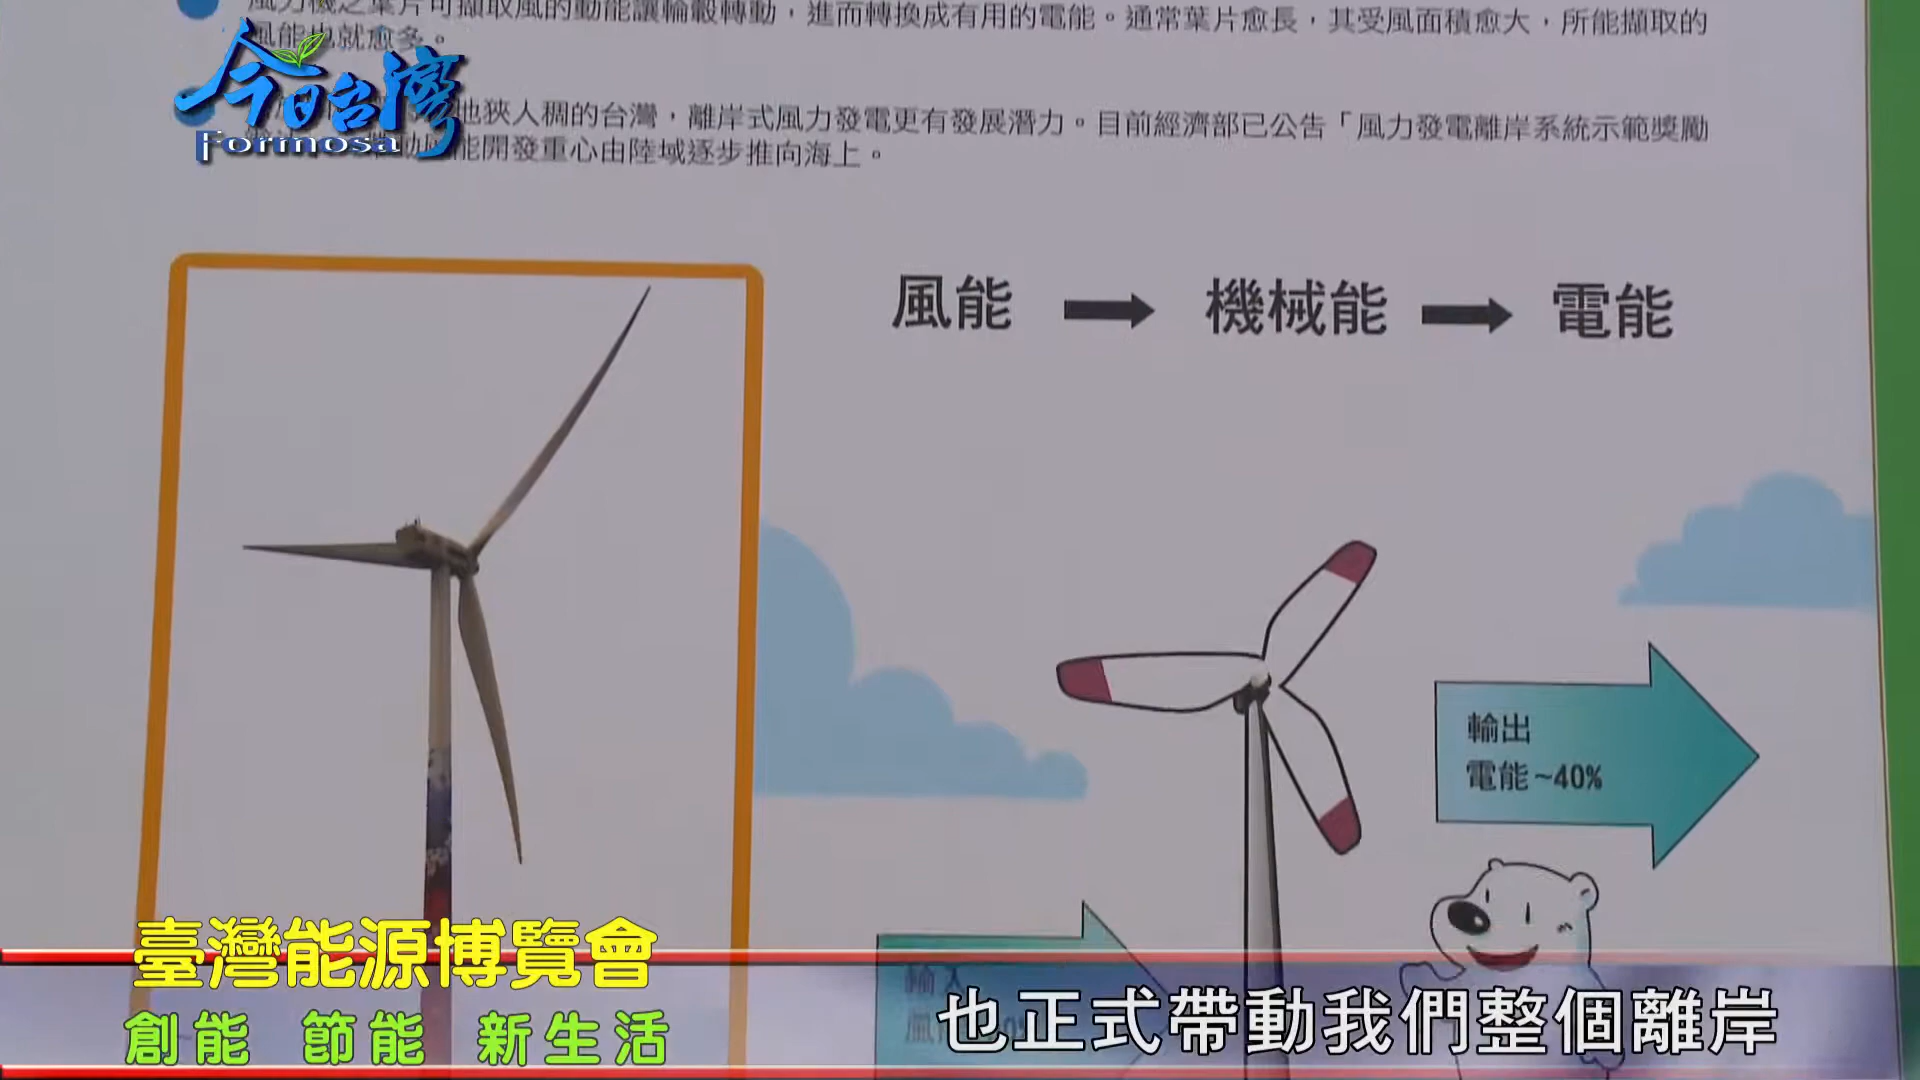 風力機之葉片可擷取風的動能讓輪轂轉動，進而轉換成有用的電能。通常葉片愈長，其受風面積愈大，所能擷取的
風能也就愈多。
今日台灣
Formosa
地狹人稠的台灣，離岸式風力發電更有發展潛力。目前經濟部已公告「風力發電離岸系統示範獎勵
能開發重心由陸域逐步推向海上。
風能 ➡ 機械能 ➡ 電能
輸出
電能~40%
輸入
臺灣能源博覽會
創能 節能 新生活
也正式帶動我們整個離岸